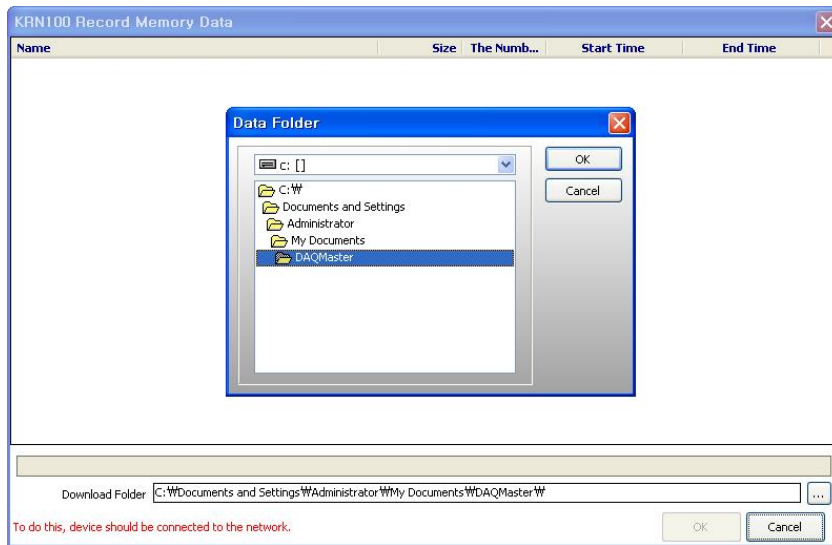 KRN100 Record Memory Data
Name Size The Numb... Start Time End Time
Data Folder
c: []
OK
C:₩
Cancel
Documents and Settings
Administrator
My Documents
DAQMaster
Download Folder C:₩Documents and Settings₩Administrator₩My Documents₩DAQMaster₩ ...
To do this, device should be connected to the network. OK Cancel